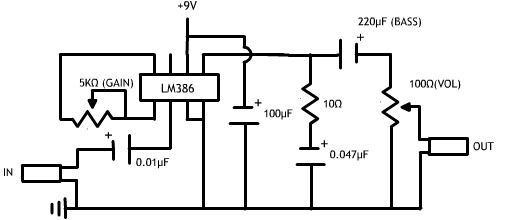 +9V
220µF (BASS)
+
5KΩ (GAIN)
LM386
100Ω(VOL)
+
100µF
10Ω
+
0.01µF
+
0.047µF
IN
OUT